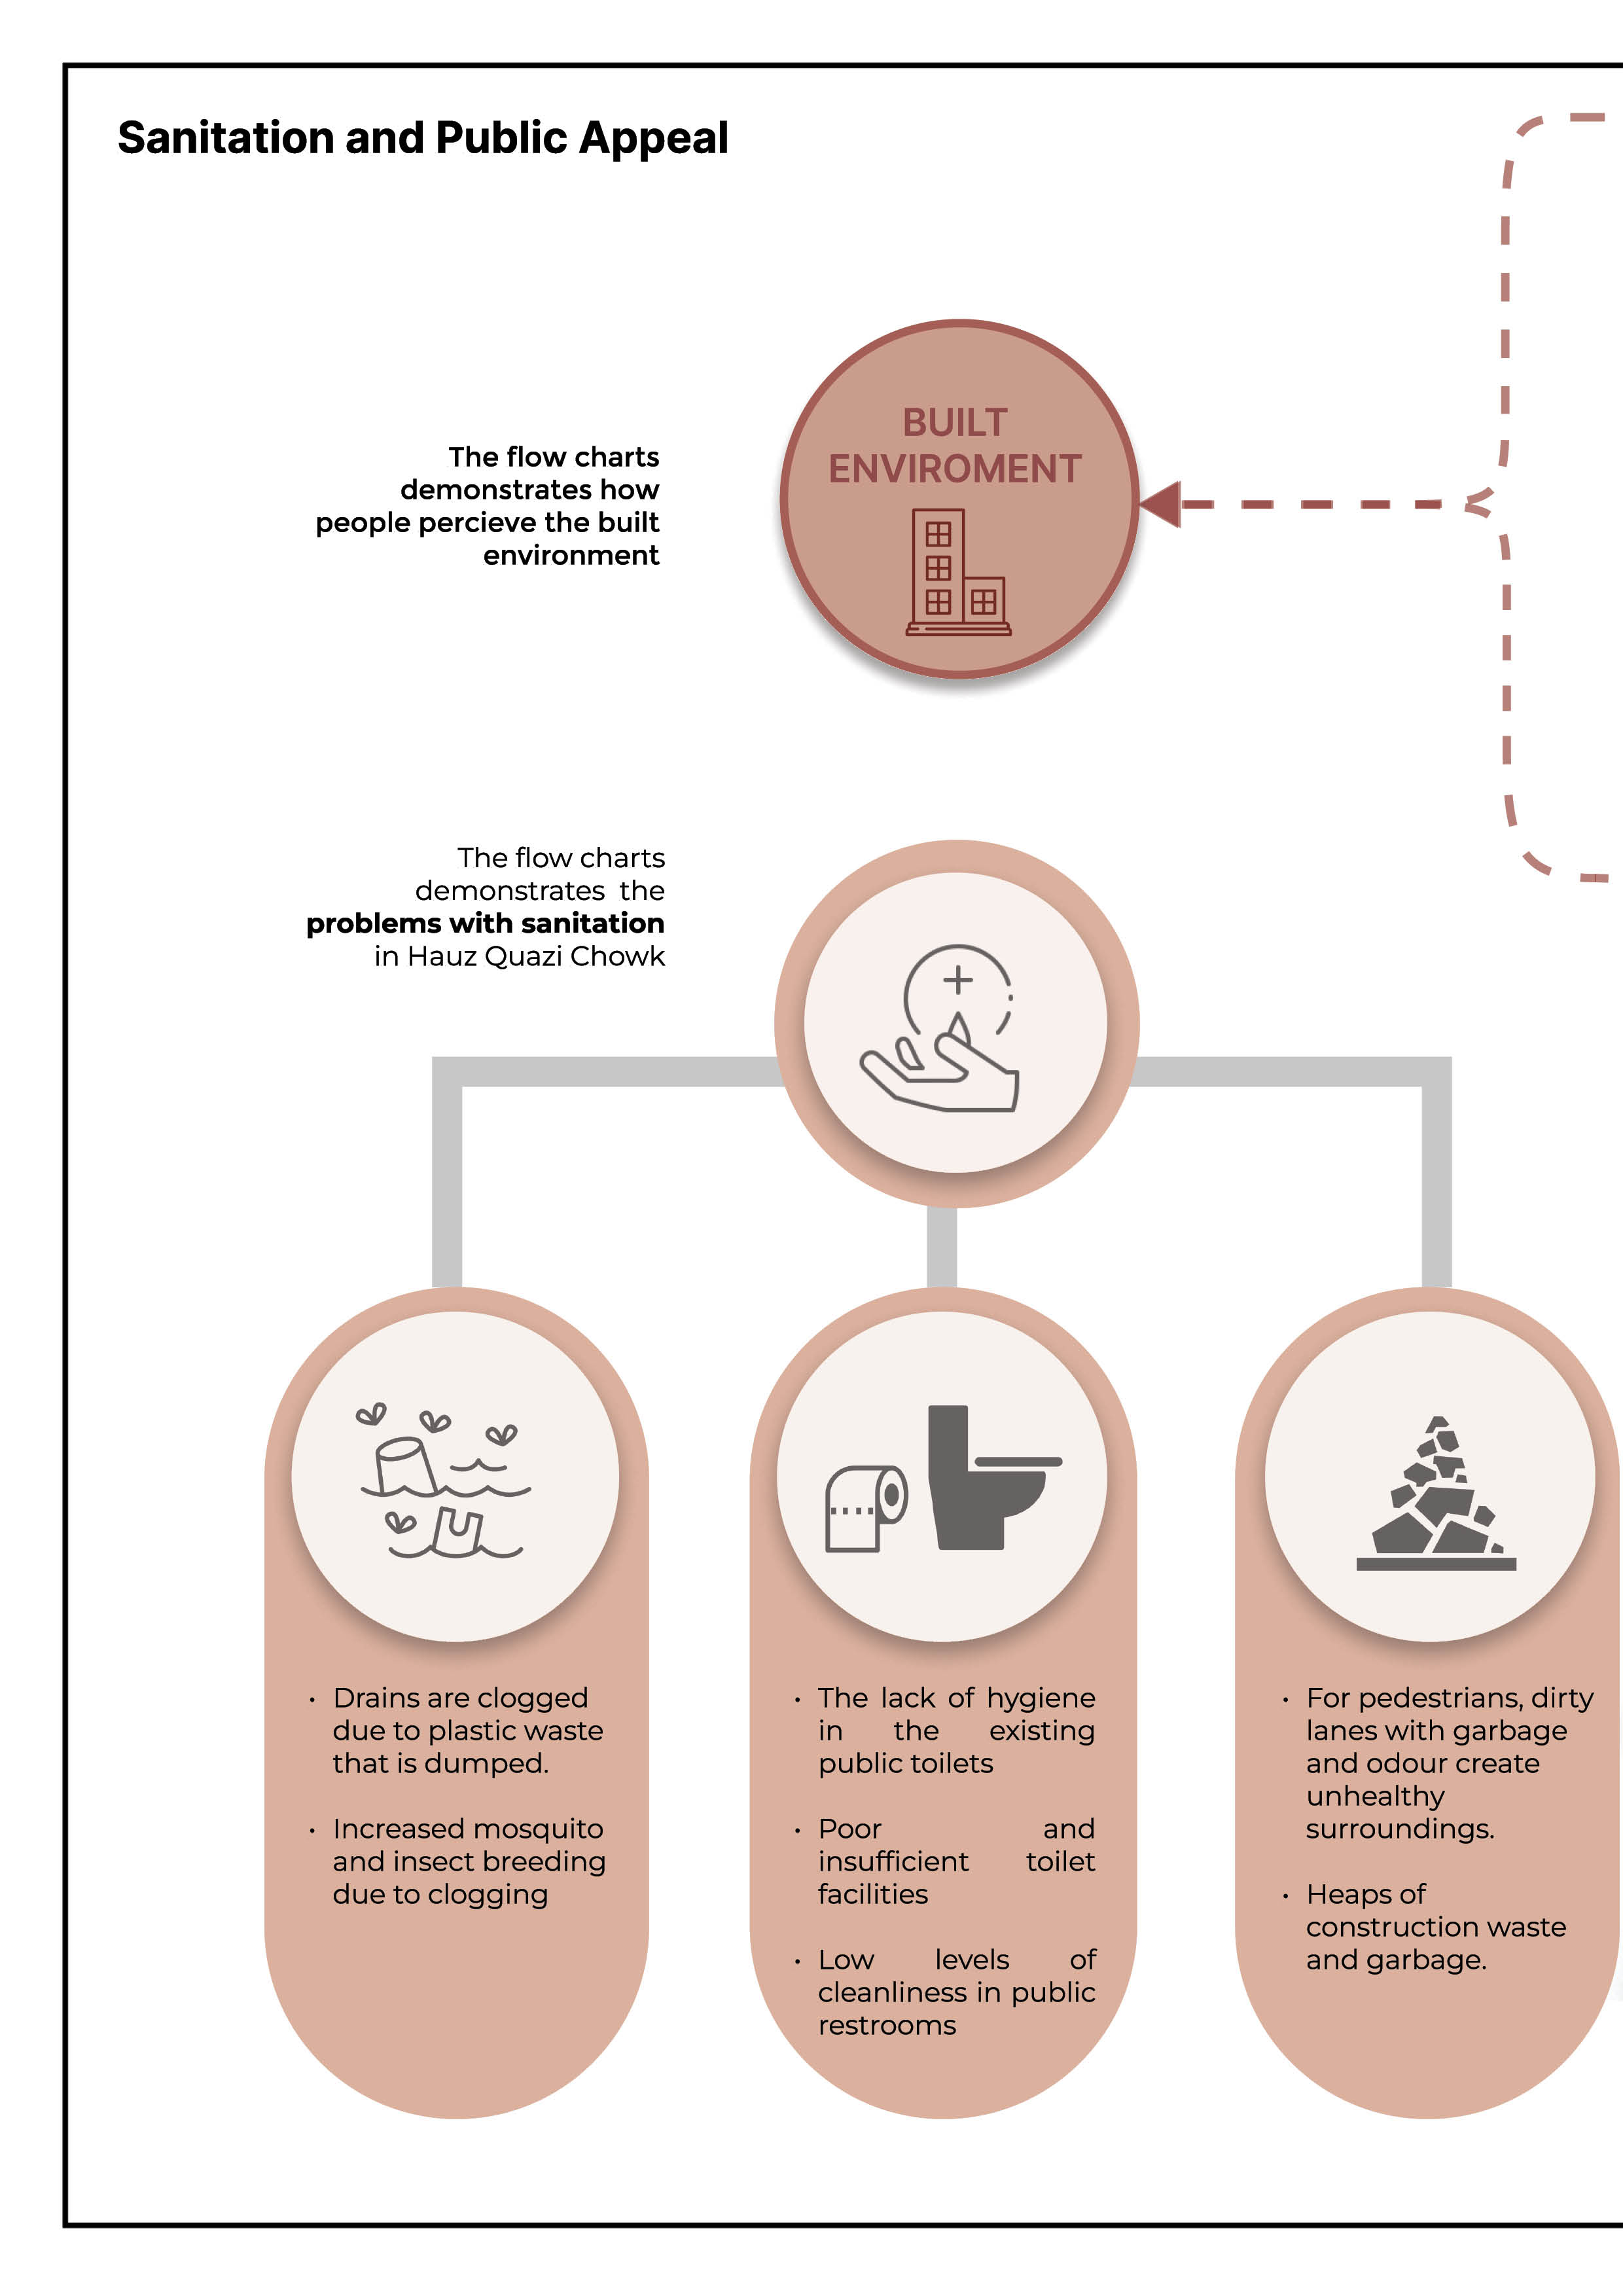 Sanitation and Public Appeal
BUILT
ENVIROMENT
The flow charts
demonstrates how
people percieve the built
environment
The flow charts
demonstrates the
problems with sanitation
in Hauz Quazi Chowk
• Drains are clogged
due to plastic waste
that is dumped.
• Increased mosquito
and insect breeding
due to clogging
• The lack of hygiene
in the existing
public toilets
• Poor and
insufficient toilet
facilities
• Low levels of
cleanliness in public
restrooms
• For pedestrians, dirty
lanes with garbage
and odour create
unhealthy
surroundings.
• Heaps of
construction waste
and garbage.